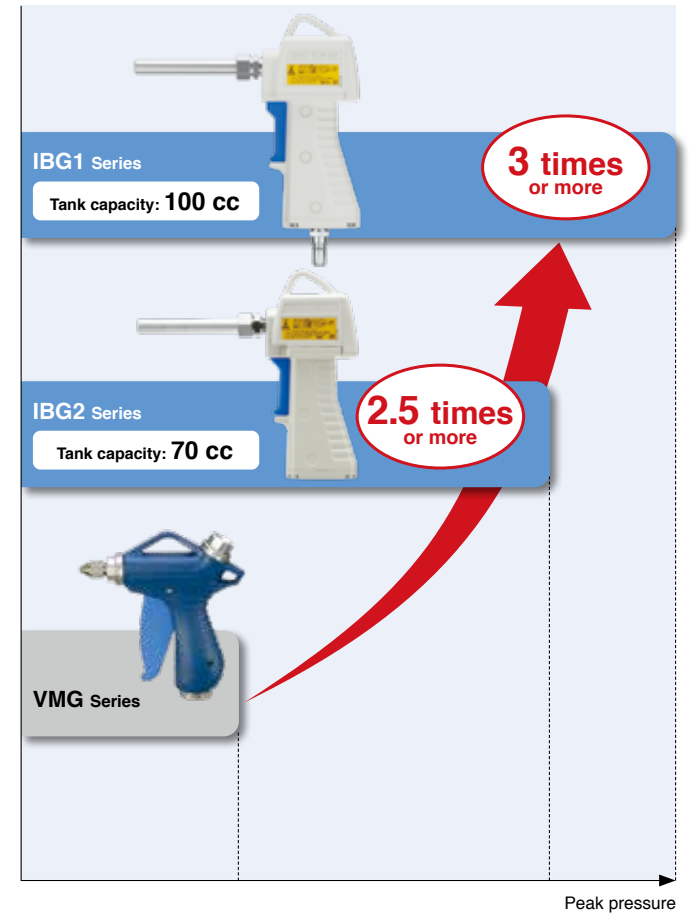 IBG1 Series
Tank capacity: 100 cc
3 times
or more
IBG2 Series
Tank capacity: 70 cc
2.5 times
or more
VMG Series
Peak pressure